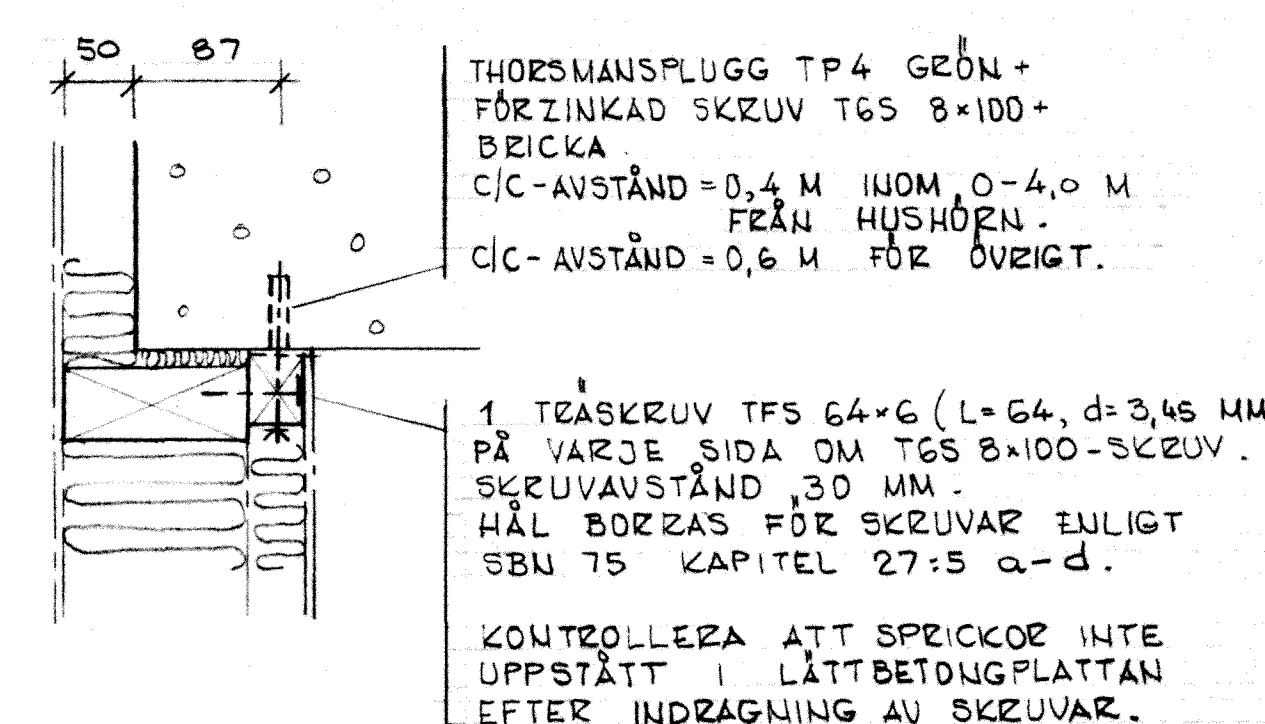 50 87
THORSMANSPLUGG TP4 GRÖN +
FÖRZINKAD SKRUV T6S 8×100 +
BRICKA
C/C-AVSTÅND = 0,4 M INOM 0-4,0 M
FRÅN HUSHÖRN.
C/C-AVSTÅND = 0,6 M FÖR ÖVRIGT.
1 TRÄSKRUV TFS 64×6 (L=64, d=3,45 MM
PÅ VARJE SIDA OM T6S 8×100-SKRUV.
SKRUVAVSTÅND 30 MM.
HÅL BORRAS FÖR SKRUVAR ENLIGT
SBN 75 KAPITEL 27:5 a-d.
KONTROLLERA ATT SPRICKOR INTE
UPPSTÅTT I LÄTTBETONGPLATTAN
EFTER INDRAGNING AV SKRUVAR.